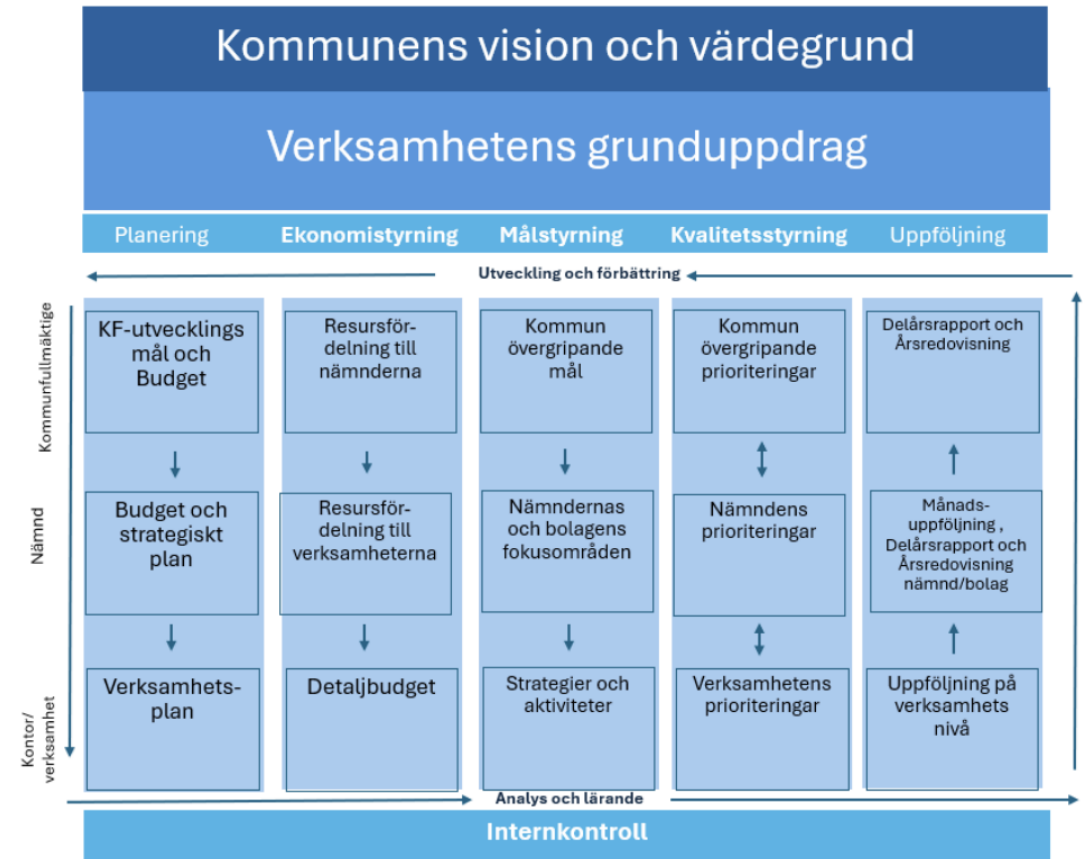 Kommunens vision och värdegrund
Verksamhetens grunduppdrag
Planering
Ekonomistyrning
Målstyrning
Kvalitetsstyrning
Uppföljning
Utveckling och förbättring
Kommunfullmäktige
KF-utvecklings
mål och
Budget
Resursför-
delning till
nämnderna
Kommun
övergripande
mål
Kommun
övergripande
prioriteringar
Delårsrapport och
Årsredovisning
Nämnd
Budget och
strategiskt
plan
Resursför-
delning till
verksamheterna
Nämndernas
och bolagens
fokusområden
Nämndens
prioriteringar
Månads-
uppföljning ,
Delårsrapport och
Årsredovisning
nämnd/bolag
Kontor/
verksamhet
Verksamhets-
plan
Detaljbudget
Strategier och
aktiviteter
Verksamhetens
prioriteringar
Uppföljning på
verksamhets
nivå
Analys och lärande
Internkontroll